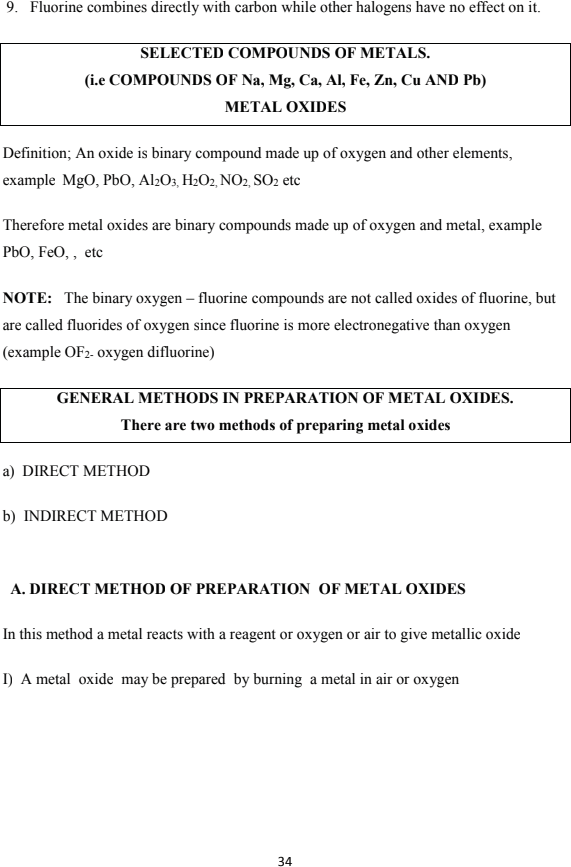 9. Fluorine combines directly with carbon while other halogens have no effect on it.
SELECTED COMPOUNDS OF METALS.
(i.e COMPOUNDS OF Na, Mg, Ca, Al, Fe, Zn, Cu AND Pb)
METAL OXIDES
Definition; An oxide is binary compound made up of oxygen and other elements,
example MgO, PbO, Al2O3, H2O2, NO2, SO2 etc
Therefore metal oxides are binary compounds made up of oxygen and metal, example
PbO, FeO, , etc
NOTE: The binary oxygen – fluorine compounds are not called oxides of fluorine, but
are called fluorides of oxygen since fluorine is more electronegative than oxygen
(example OF2- oxygen difluorine)
GENERAL METHODS IN PREPARATION OF METAL OXIDES.
There are two methods of preparing metal oxides
a) DIRECT METHOD
b) INDIRECT METHOD
A. DIRECT METHOD OF PREPARATION OF METAL OXIDES
In this method a metal reacts with a reagent or oxygen or air to give metallic oxide
I) A metal oxide may be prepared by burning a metal in air or oxygen
34